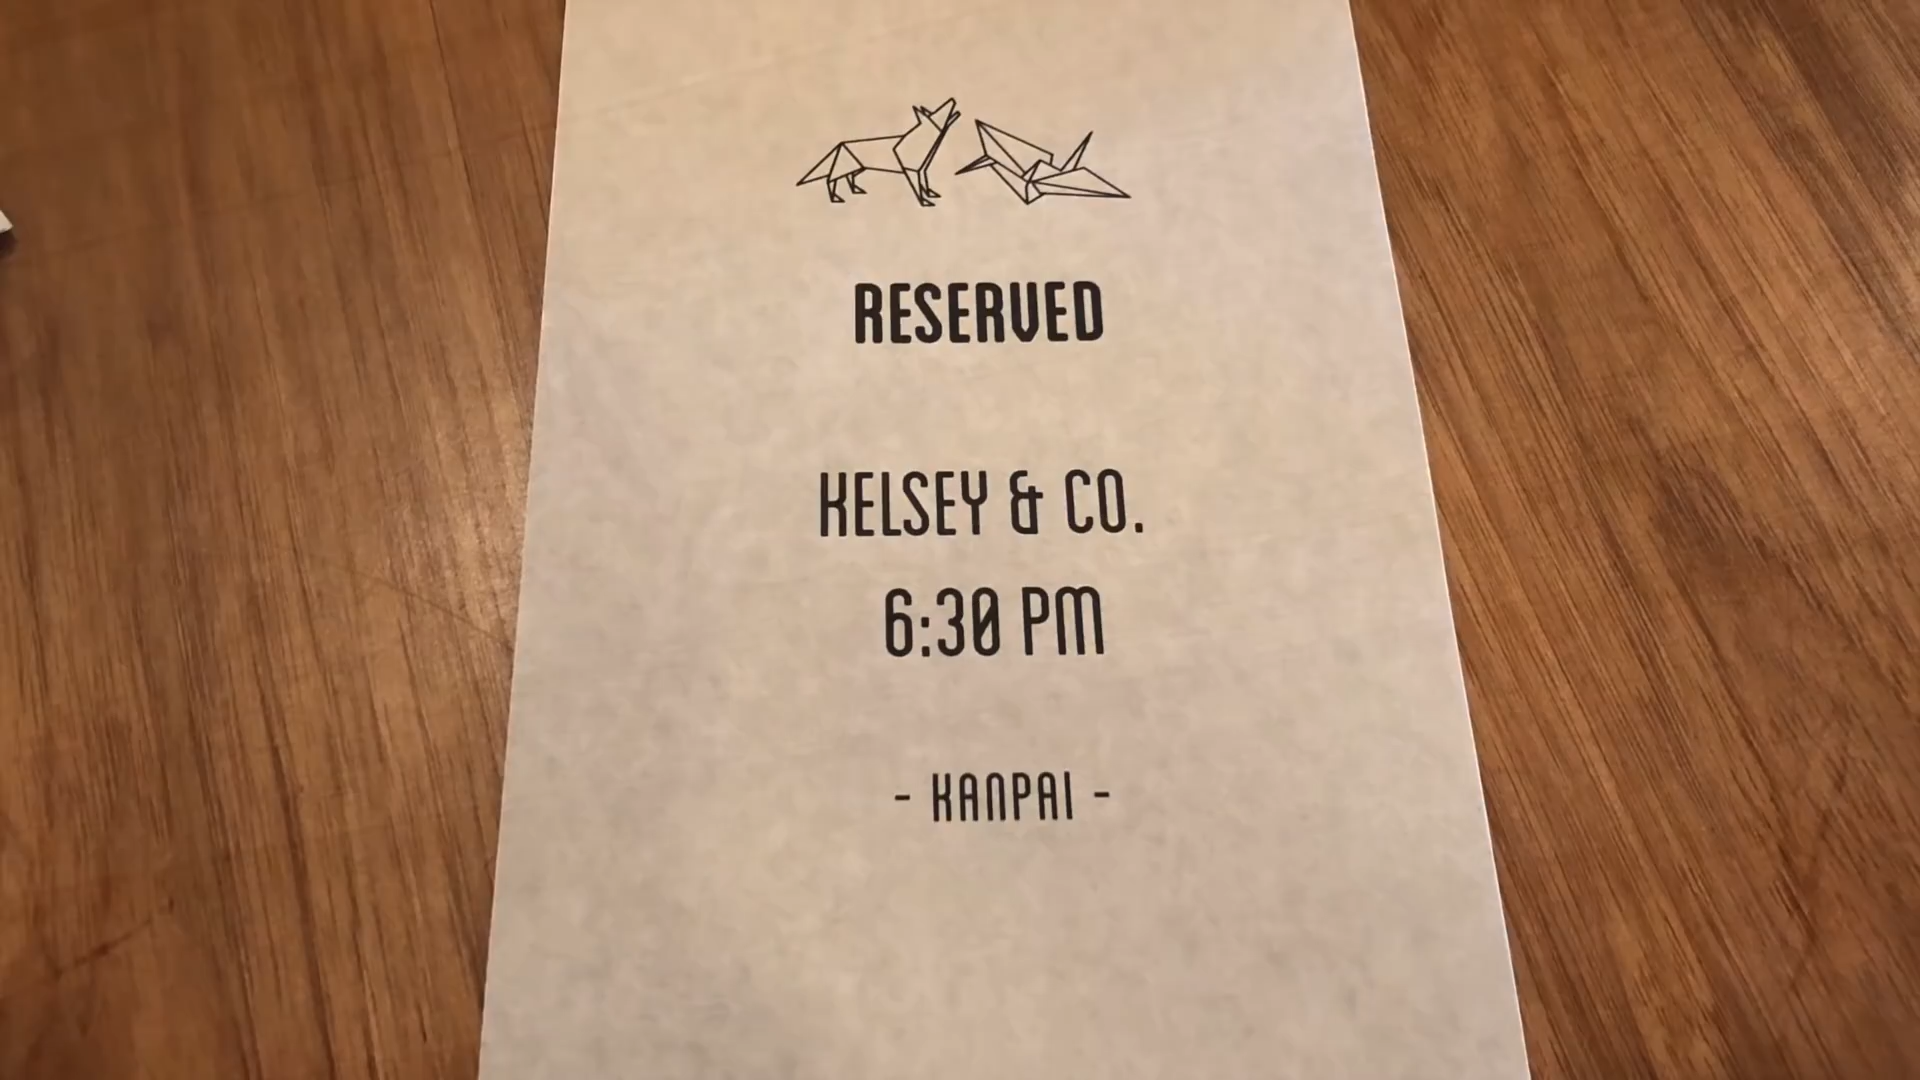 RESERVED
KELSEY & CO.
6:30 PM
- KANPAI -